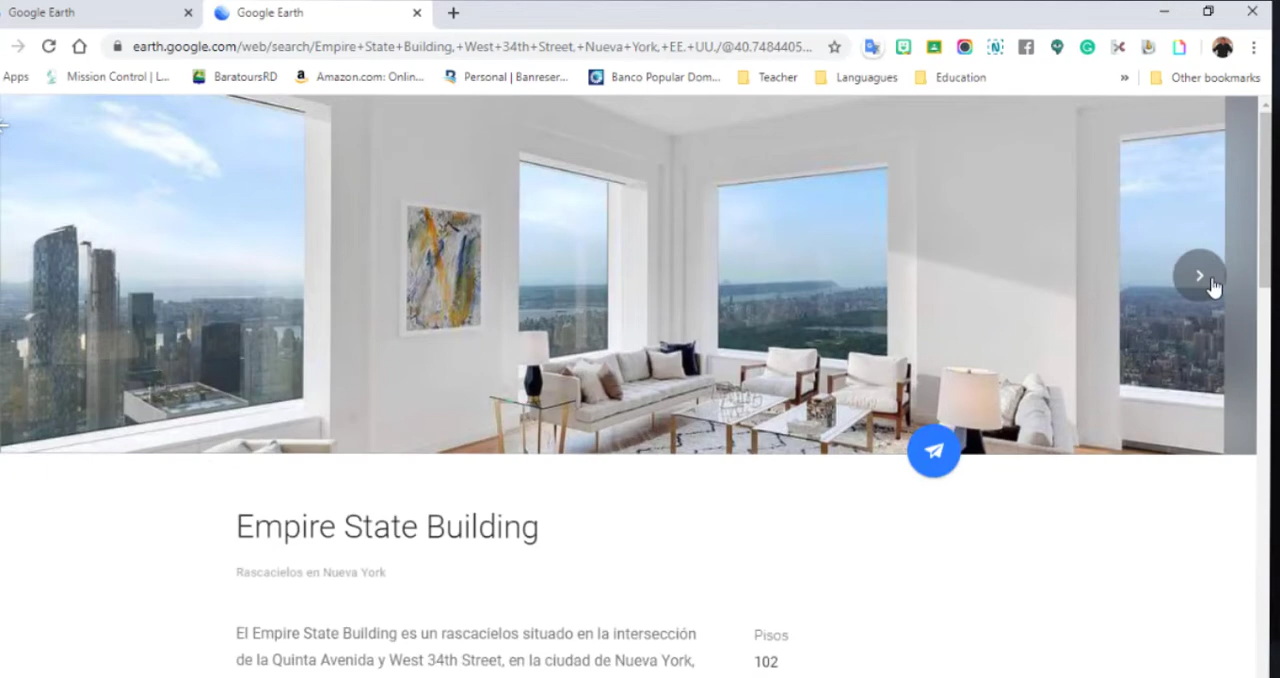 Google Earth
Google Earth
earth.google.com/web/search/Empire+State+Building,+West+34th+Street,+Nueva+York,+EE.+UU./@40.7484405...
Apps
Mission Control | L...
BaratoursRD
Amazon.com: Onlin...
Personal | Banreser...
Banco Popular Dom...
Teacher
Languagues
Education
»
Other bookmarks
Empire State Building
Rascacielos en Nueva York
El Empire State Building es un rascacielos situado en la intersección
de la Quinta Avenida y West 34th Street, en la ciudad de Nueva York,
Pisos
102